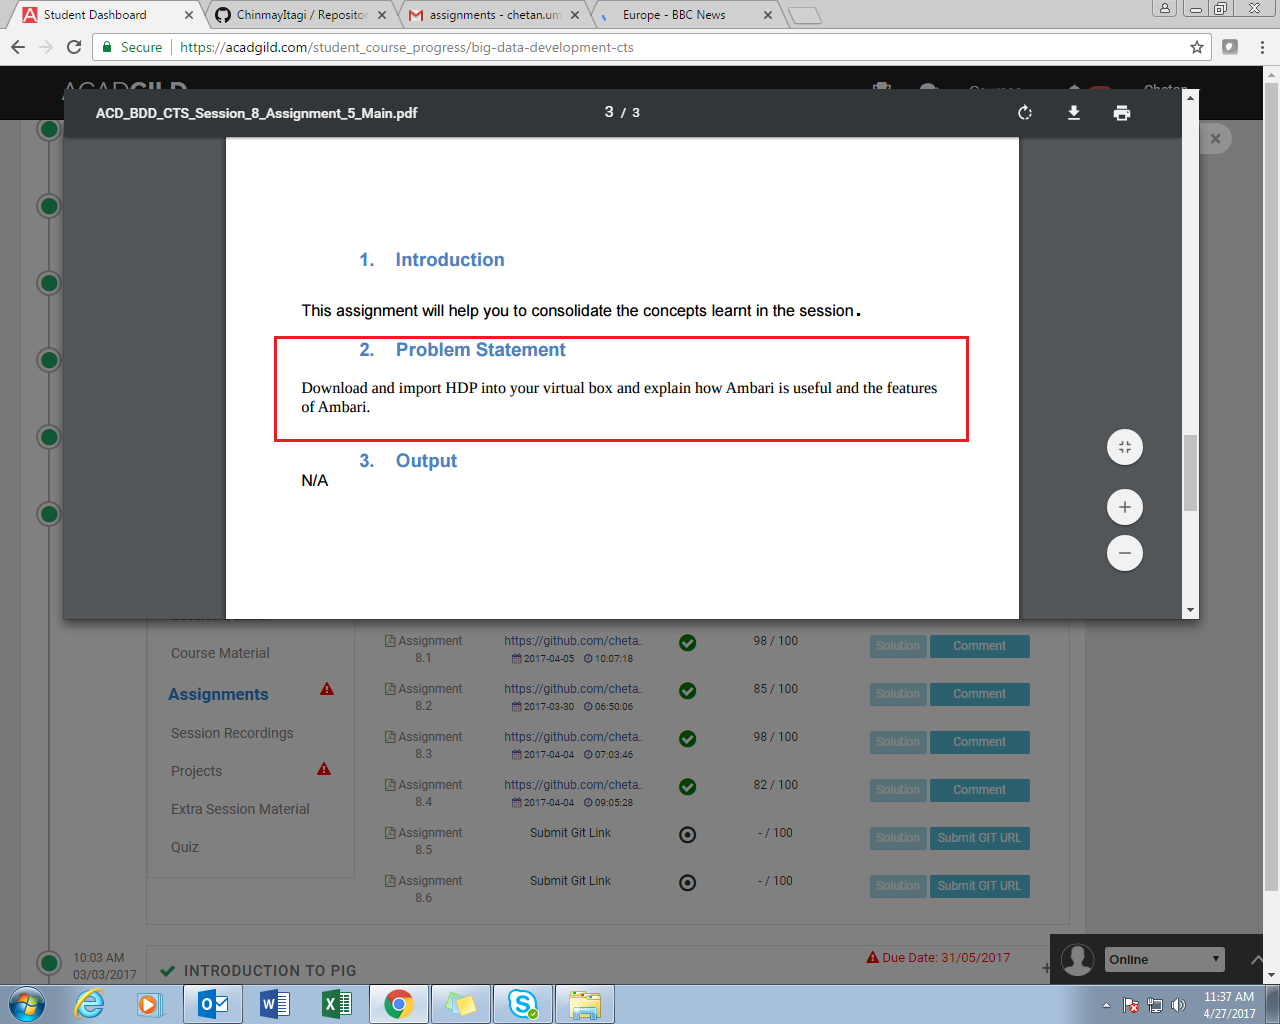 Student Dashboard
ChinmayItagi / Repositor
assignments - chetan.um
Europe - BBC News
Secure
https://acadgild.com/student_course_progress/big-data-development-cts
ACD_BDD_CTS_Session_8_Assignment_5_Main.pdf
3 / 3
1. Introduction
This assignment will help you to consolidate the concepts learnt in the session.
2. Problem Statement
Download and import HDP into your virtual box and explain how Ambari is useful and the features
of Ambari.
3. Output
N/A
Course Material
Assignments
Session Recordings
Projects
Extra Session Material
Quiz
Assignment
8.1
https://github.com/cheta..
2017-04-05 10:07:18
98 / 100
Solution
Comment
Assignment
8.2
https://github.com/cheta..
2017-03-30 06:50:06
85 / 100
Solution
Comment
Assignment
8.3
https://github.com/cheta..
2017-04-04 07:03:46
98 / 100
Solution
Comment
Assignment
8.4
https://github.com/cheta..
2017-04-04 09:05:28
82 / 100
Solution
Comment
Assignment
8.5
Submit Git Link
- / 100
Solution
Submit GIT URL
Assignment
8.6
Submit Git Link
- / 100
Solution
Submit GIT URL
10:03 AM
03/03/2017
INTRODUCTION TO PIG
Due Date: 31/05/2017
Online
11:37 AM
4/27/2017